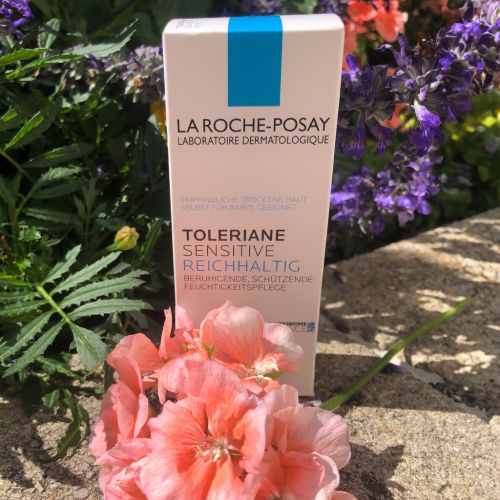 LA ROCHE-POSAY
LABORATOIRE DERMATOLOGIQUE
EMPFINDLICHE TROCKENE HAUT
SELBST FÜR BABYS GEEIGNET
TOLERIANE
SENSITIVE
REICHHALTIG
BERUHIGENDE, SCHÜTZENDE
FEUCHTIGKEITSPFLEGE